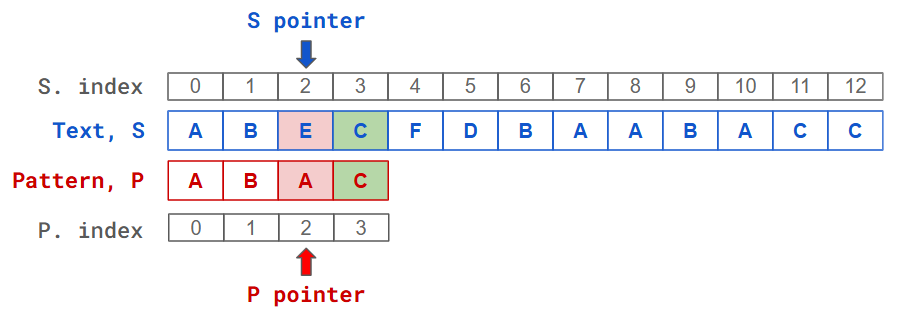 S pointer
S. index 0 1 2 3 4 5 6 7 8 9 10 11 12
Text, S A B E C F D B A A B A C C
Pattern, P A B A C
P. index 0 1 2 3
P pointer